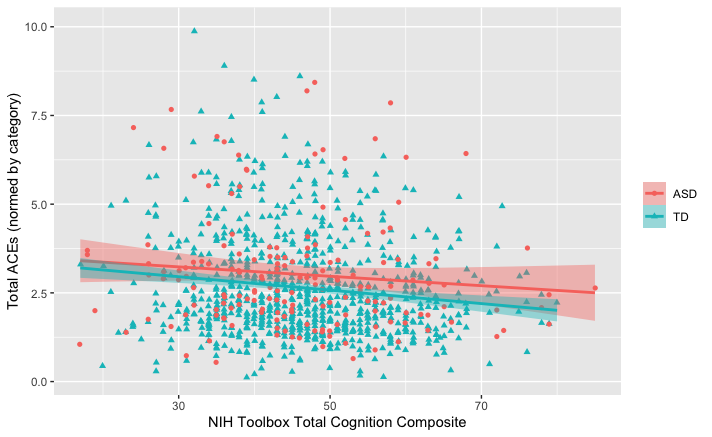 10.0
7.5
5.0
2.5
0.0
Total ACEs (normed by category)
30
50
70
NIH Toolbox Total Cognition Composite
ASD
TD